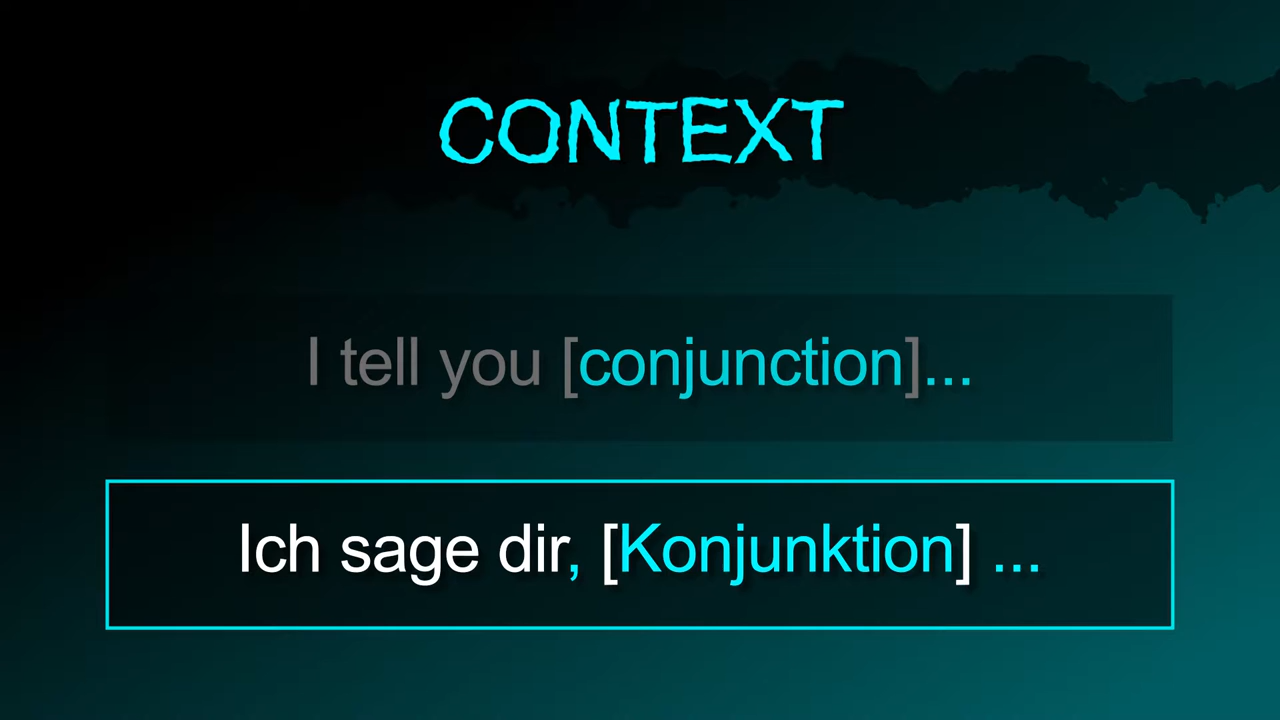 CONTEXT
I tell you [conjunction]...
Ich sage dir, [Konjunktion] ...